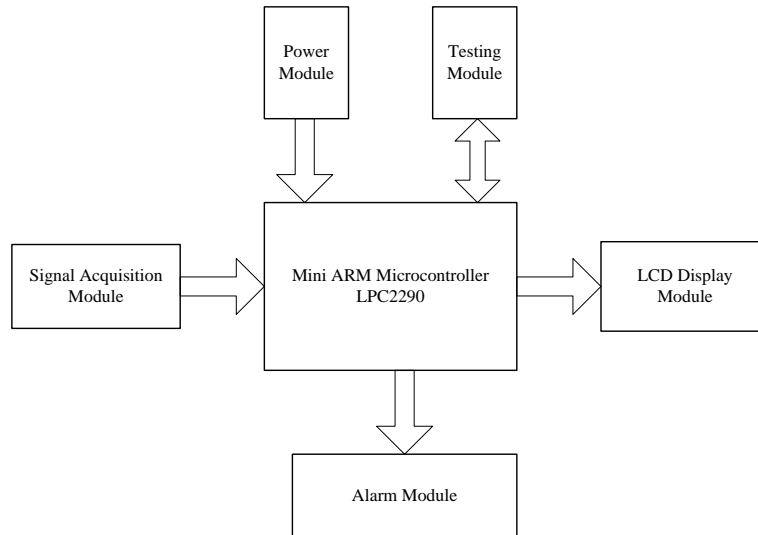 Power
Module
Testing
Module
Signal Acquisition
Module
Mini ARM Microcontroller
LPC2290
LCD Display
Module
Alarm Module